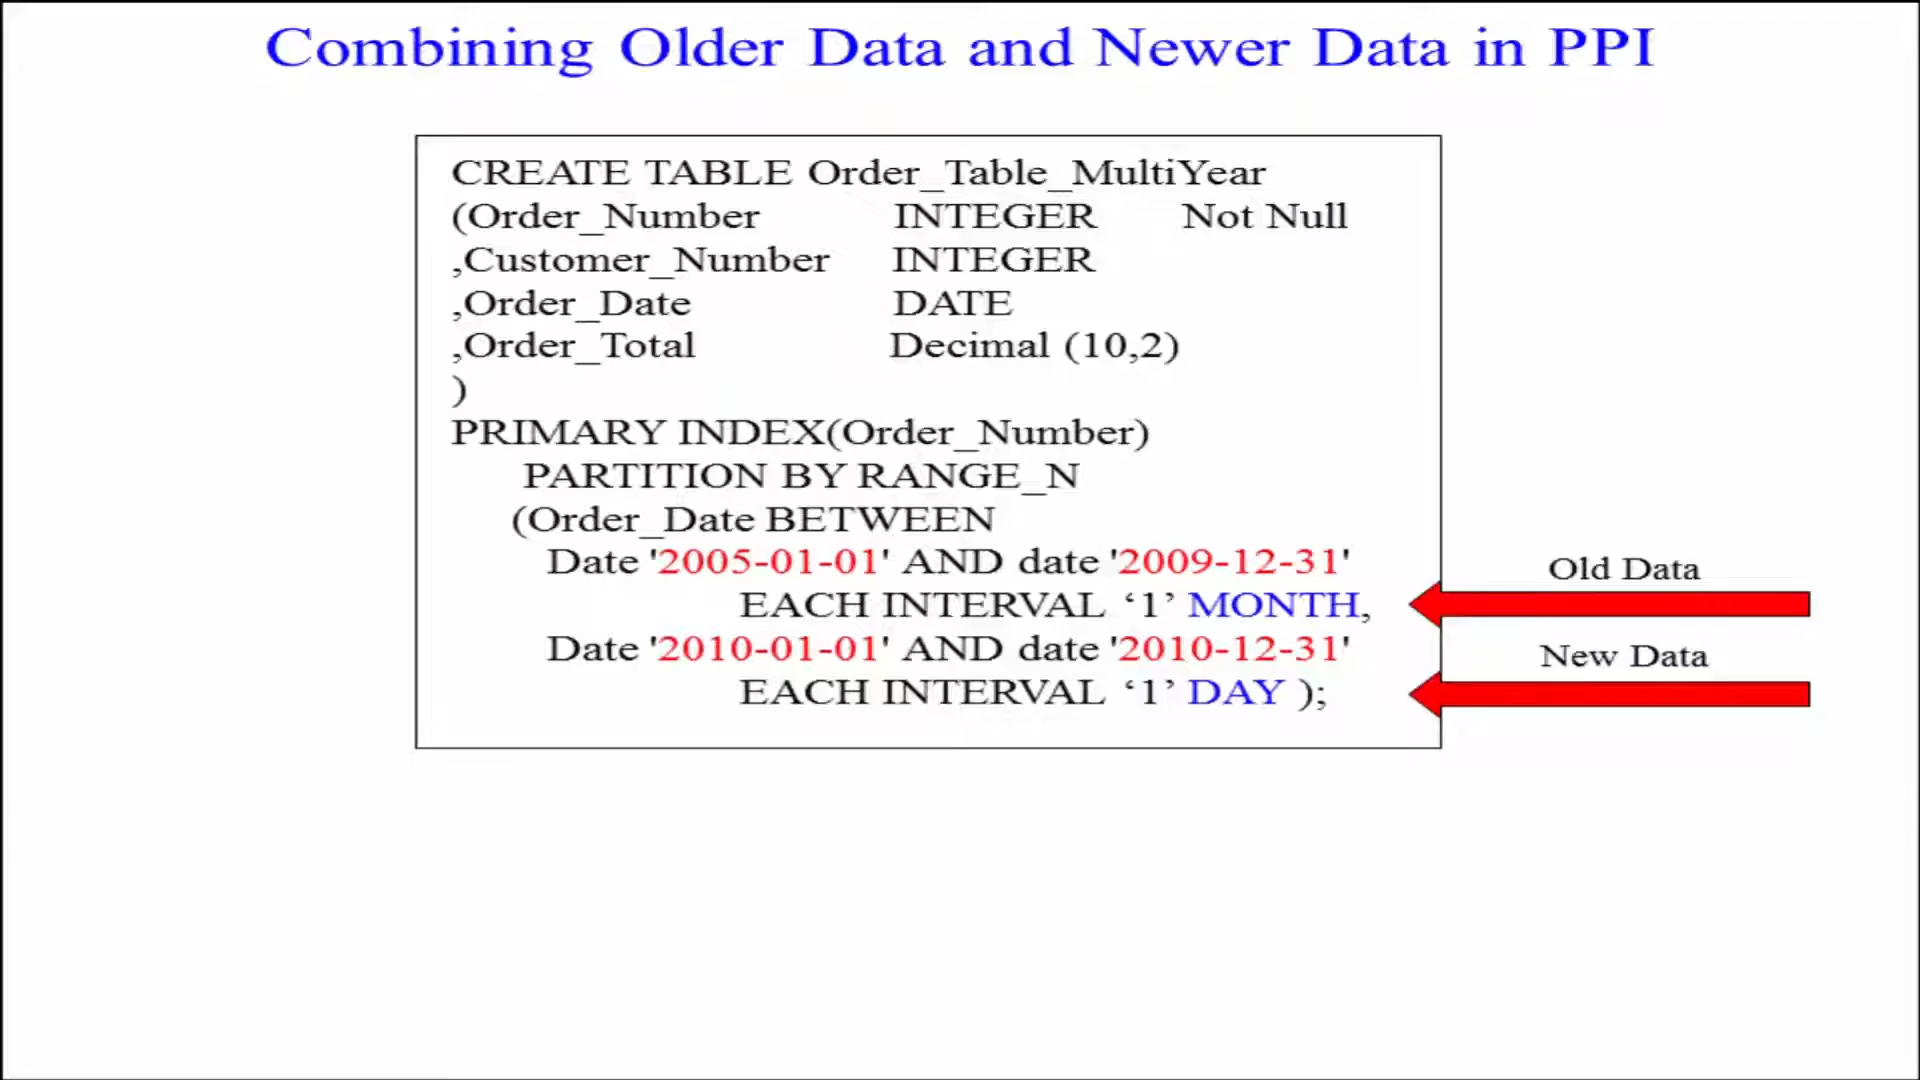 Combining Older Data and Newer Data in PPI
CREATE TABLE Order_Table_MultiYear
(Order_Number INTEGER Not Null
,Customer_Number INTEGER
,Order_Date DATE
,Order_Total Decimal (10,2)
)
PRIMARY INDEX(Order_Number)
PARTITION BY RANGE_N
(Order_Date BETWEEN
Date '2005-01-01' AND date '2009-12-31'
EACH INTERVAL ‘1’ MONTH,
Old Data
Date '2010-01-01' AND date '2010-12-31'
EACH INTERVAL ‘1’ DAY );
New Data